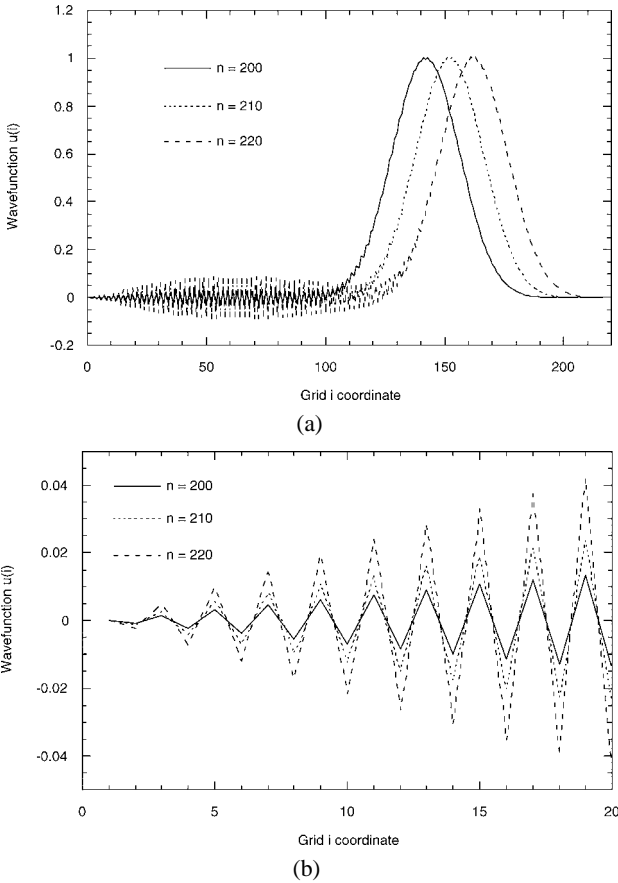 1.2
1
0.8
0.6
0.4
0.2
0
-0.2
Wavefunction u(i)
n = 200
n = 210
n = 220
0 50 100 150 200
Grid i coordinate
(a)
0.04
0.02
0
-0.02
-0.04
Wavefunction u(i)
n = 200
n = 210
n = 220
0 5 10 15 20
Grid i coordinate
(b)